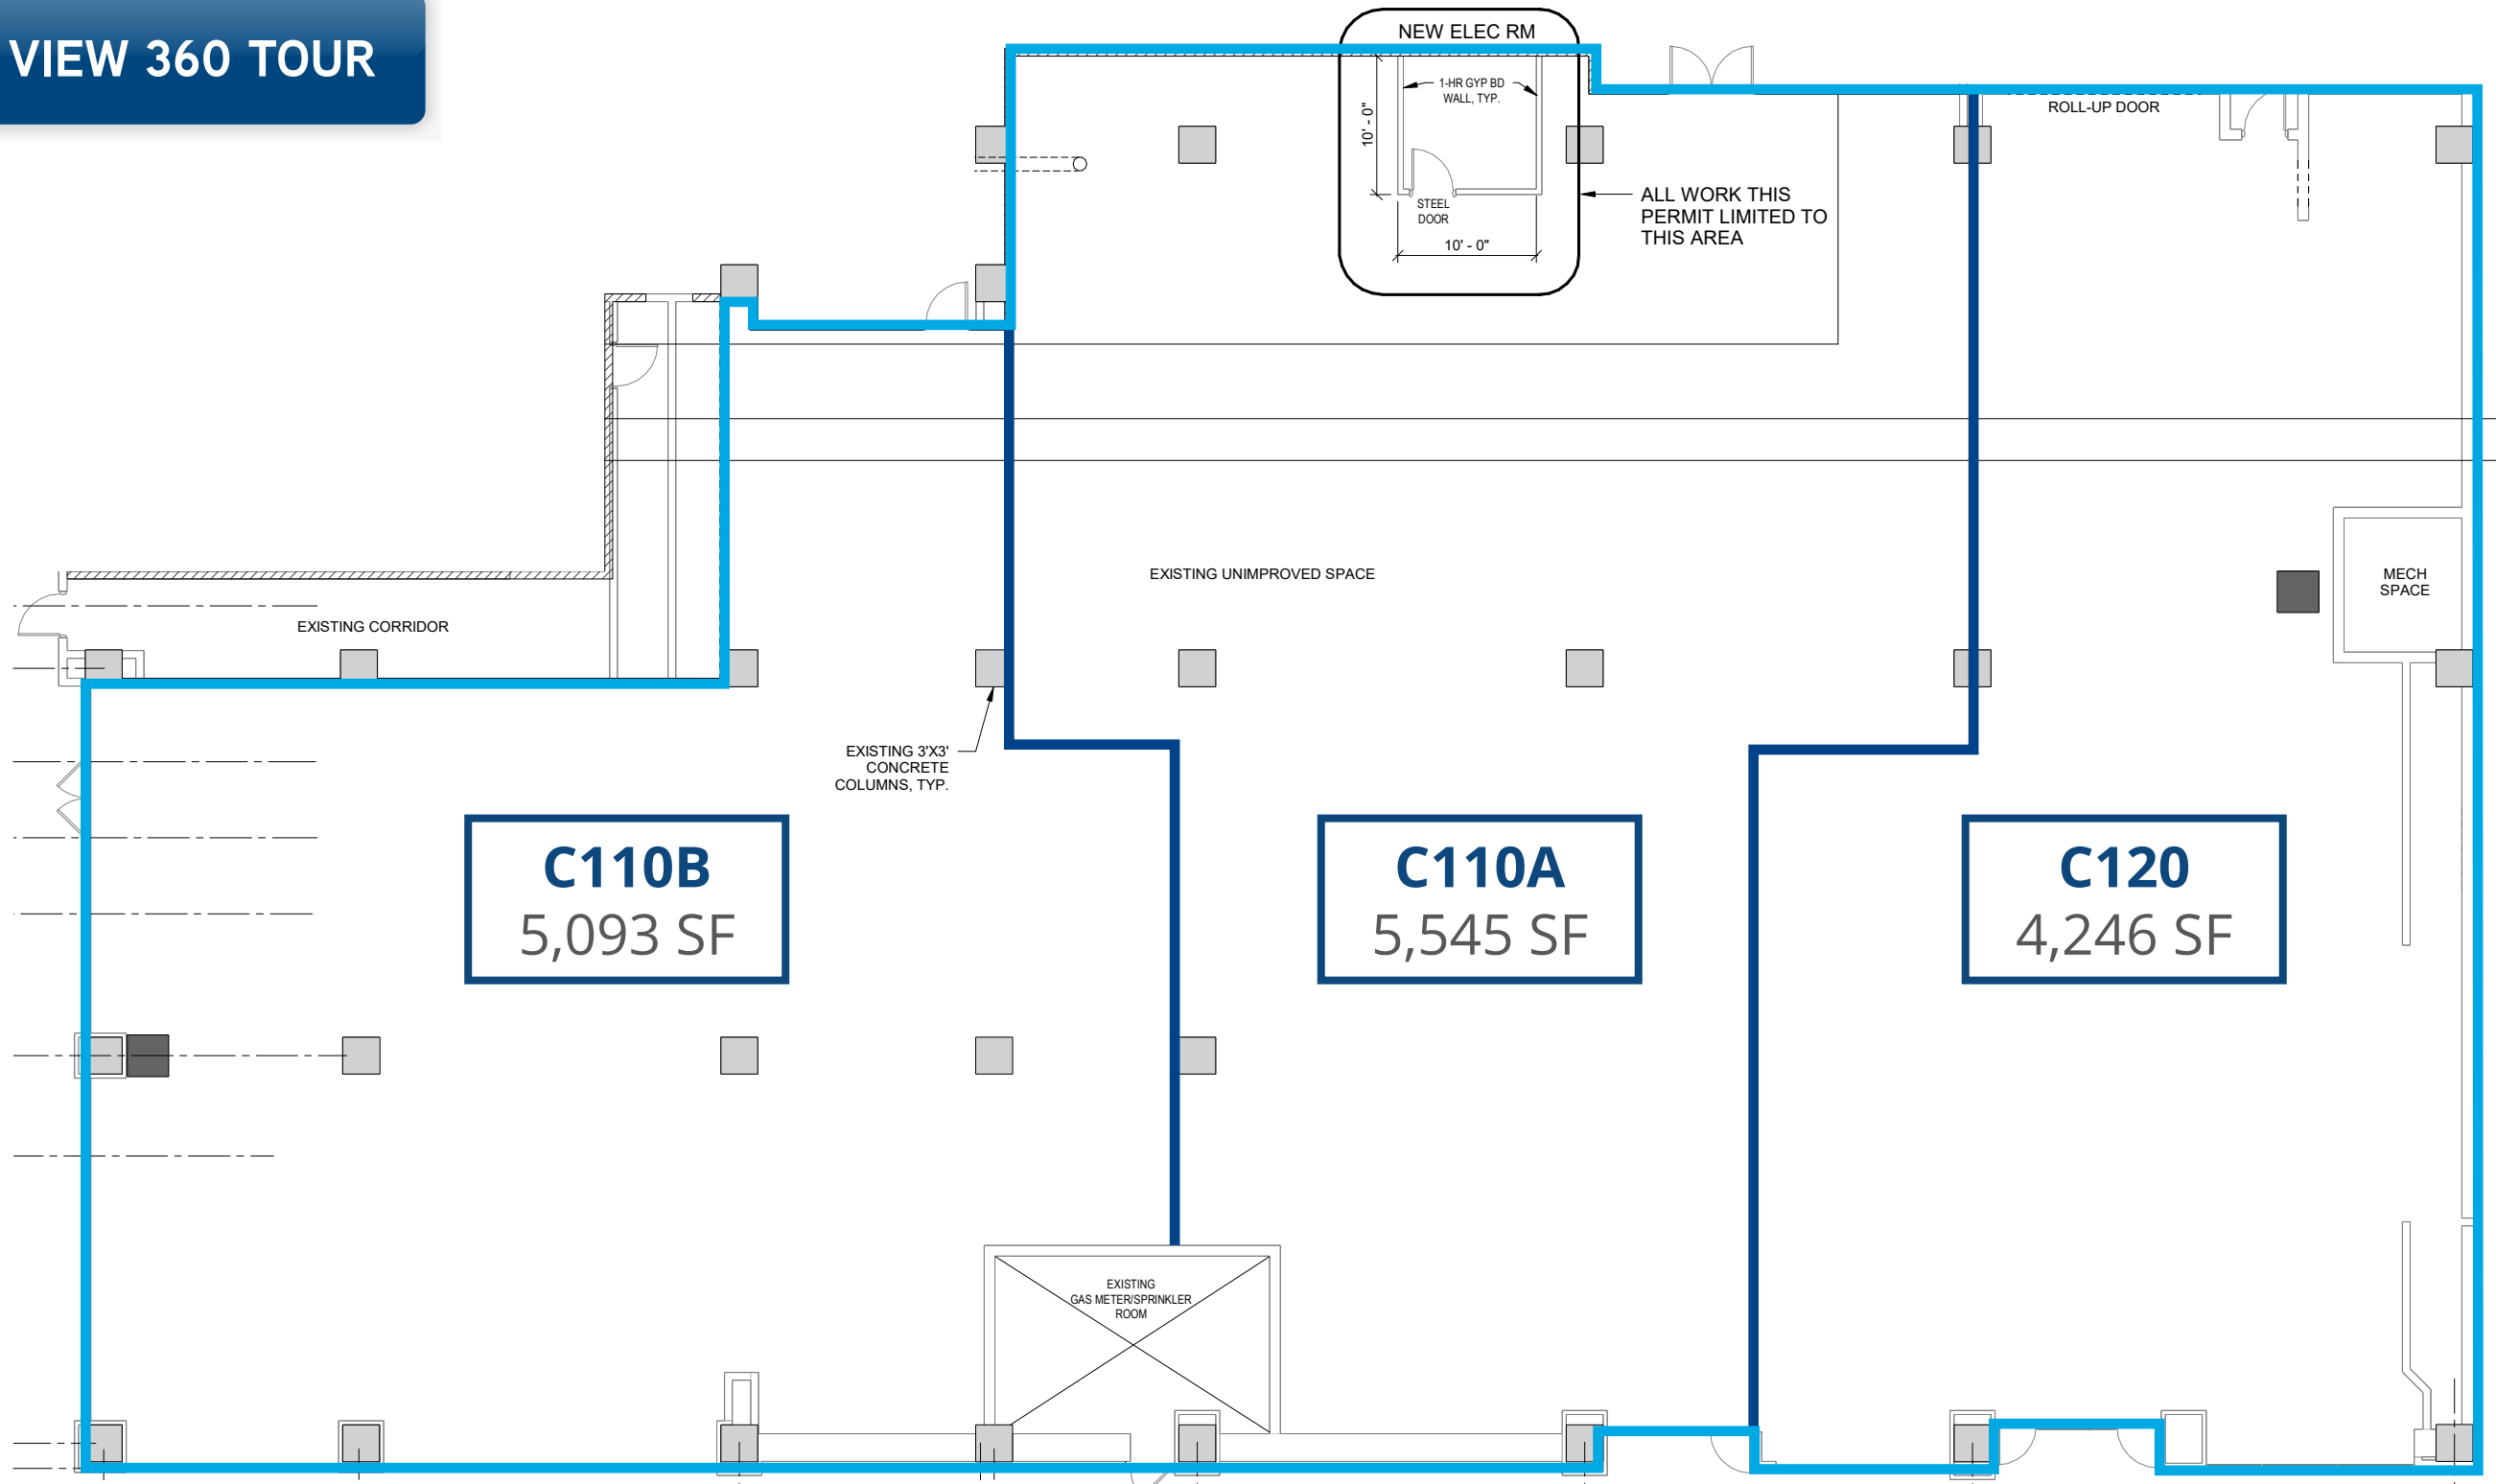 VIEW 360 TOUR
NEW ELEC RM
1-HR GYP BD
WALL, TYP.
10' - 0"
STEEL
DOOR
10' - 0"
ALL WORK THIS
PERMIT LIMITED TO
THIS AREA
ROLL-UP DOOR
EXISTING UNIMPROVED SPACE
MECH
SPACE
EXISTING CORRIDOR
EXISTING 3'X3'
CONCRETE
COLUMNS, TYP.
C110B
5,093 SF
C110A
5,545 SF
C120
4,246 SF
EXISTING
GAS METER/SPRINKLER
ROOM